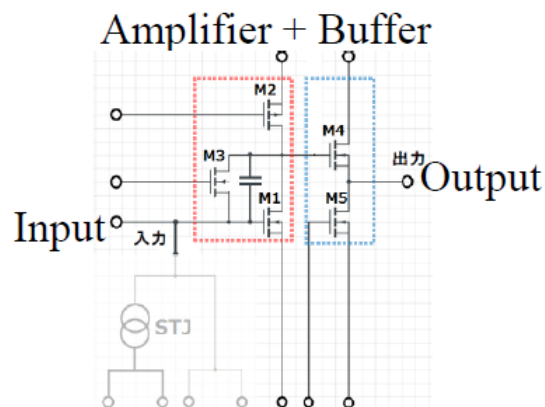 Amplifier + Buffer
M2
M4
M3
出力
Output
M1
M5
Input
入力
STJ